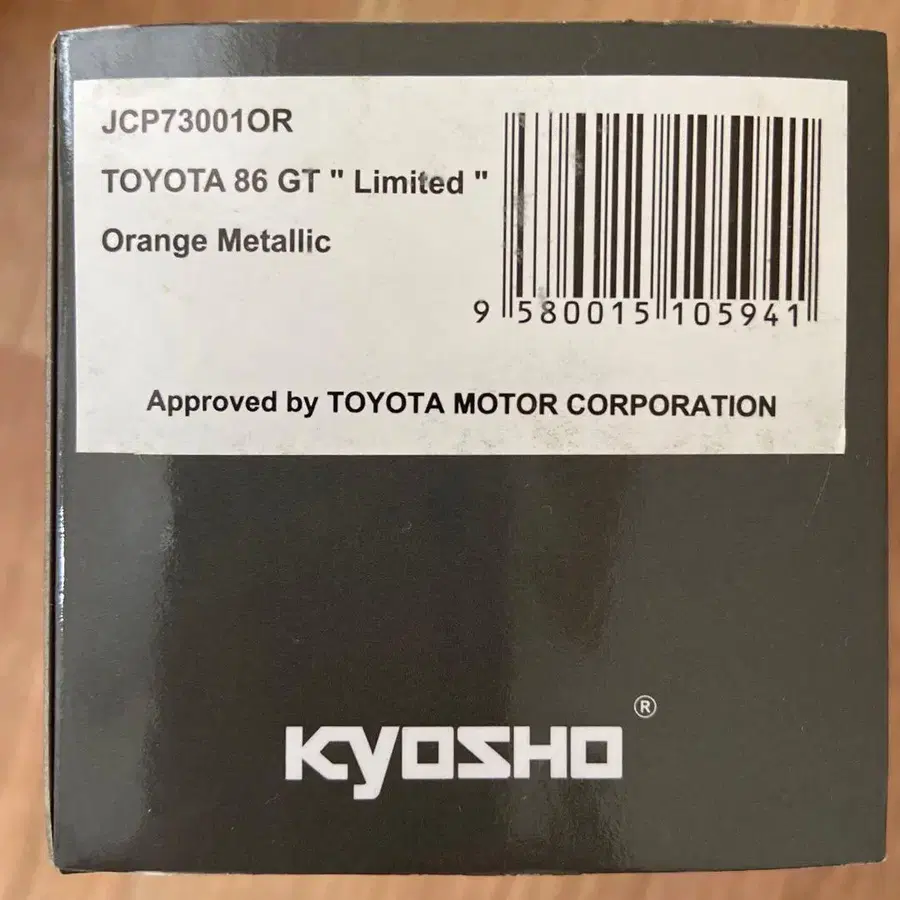 JCP73001OR
TOYOTA 86 GT " Limited "
Orange Metallic
9 580015 105941
Approved by TOYOTA MOTOR CORPORATION
KYOSHO ®